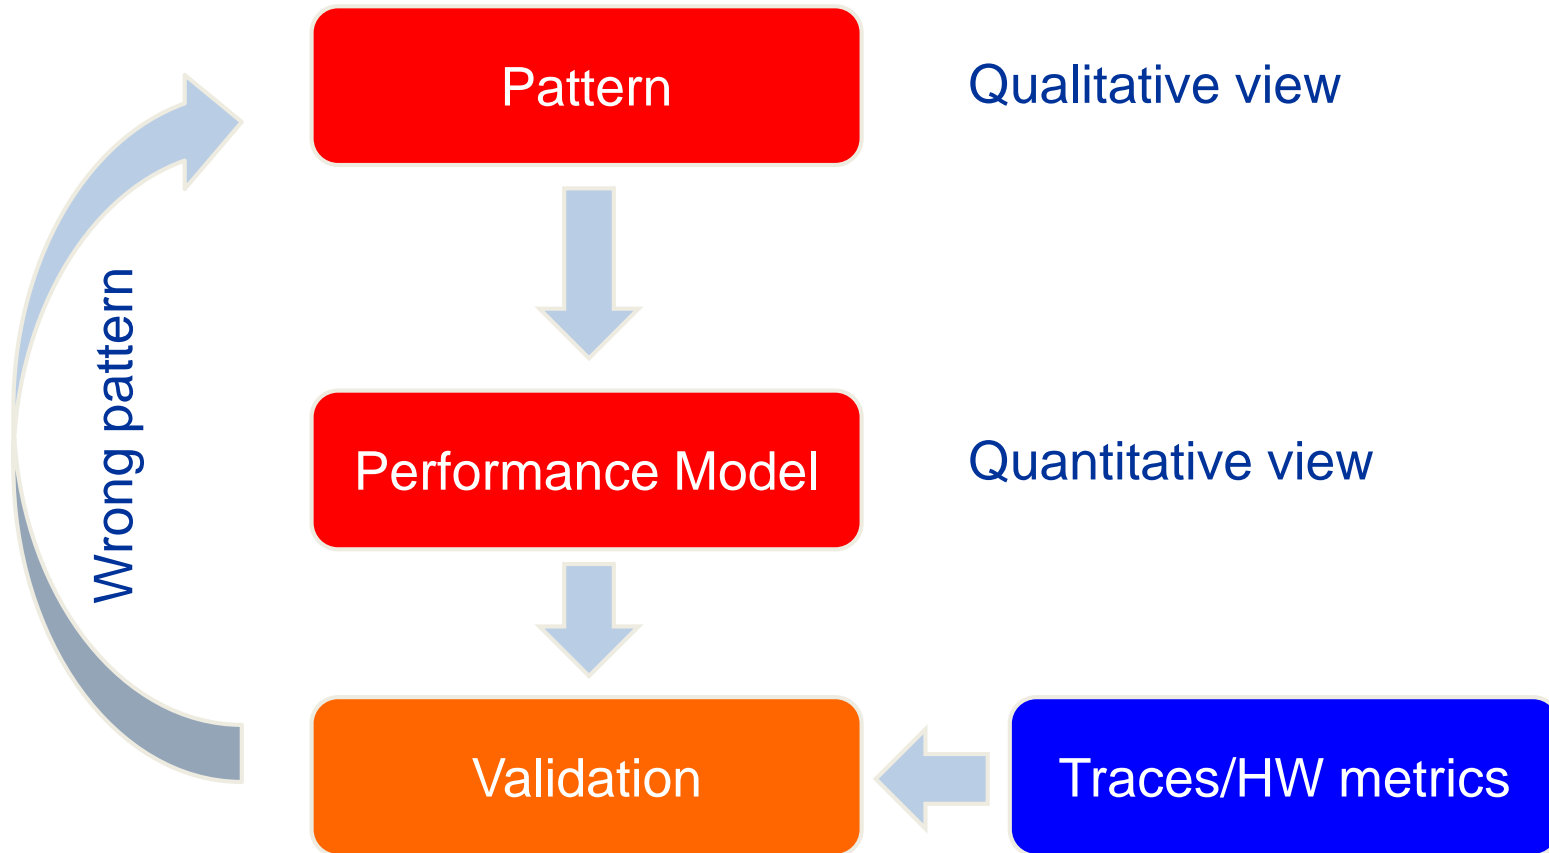 Pattern
Qualitative view
Wrong pattern
Performance Model
Quantitative view
Validation
Traces/HW metrics